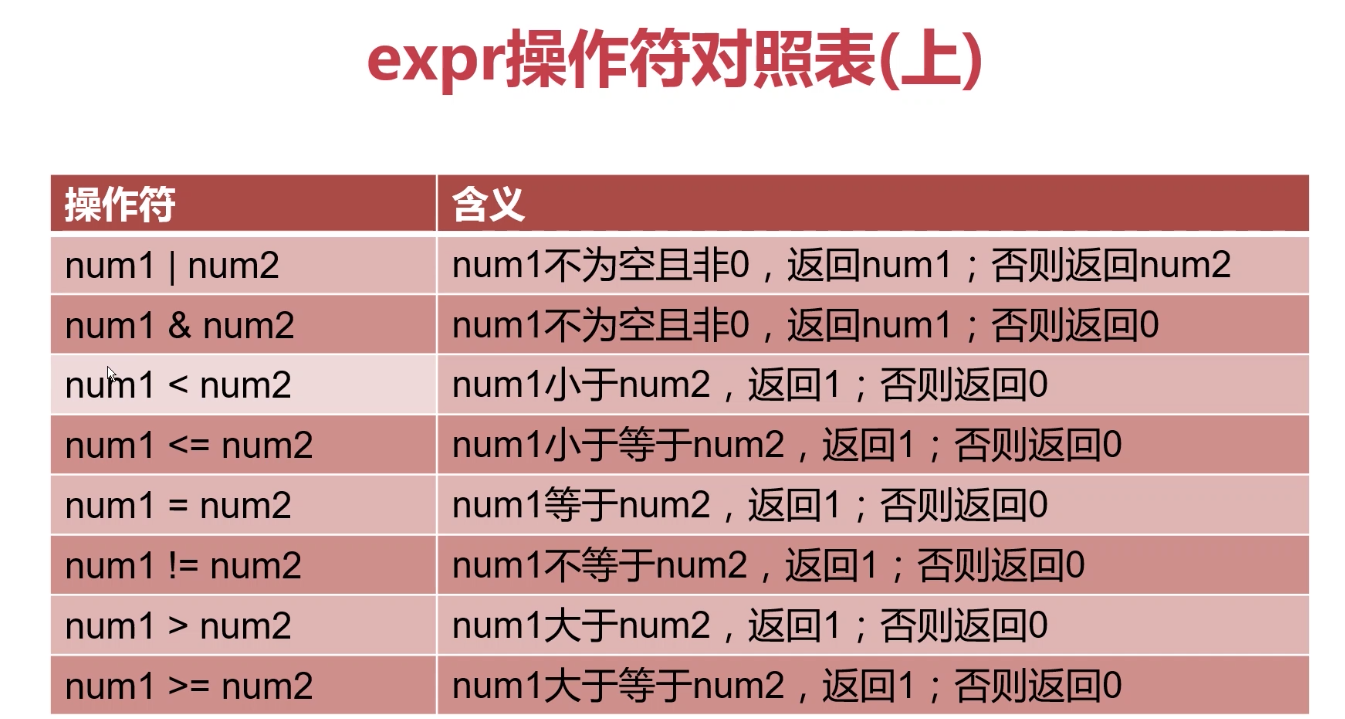 expr操作符对照表(上)
操作符 含义
num1 | num2 num1不为空且非0，返回num1；否则返回num2
num1 & num2 num1不为空且非0，返回num1；否则返回0
num1 < num2 num1小于num2，返回1；否则返回0
num1 <= num2 num1小于等于num2，返回1；否则返回0
num1 = num2 num1等于num2，返回1；否则返回0
num1 != num2 num1不等于num2，返回1；否则返回0
num1 > num2 num1大于num2，返回1；否则返回0
num1 >= num2 num1大于等于num2，返回1；否则返回0